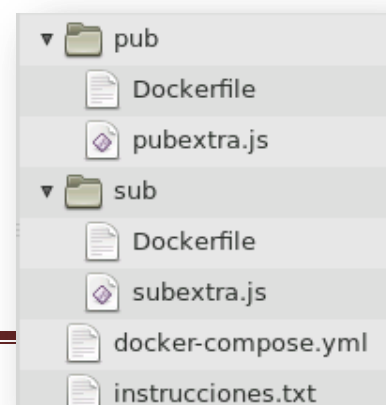 pub
Dockerfile
pubextra.js
sub
Dockerfile
subextra.js
docker-compose.yml
instrucciones.txt